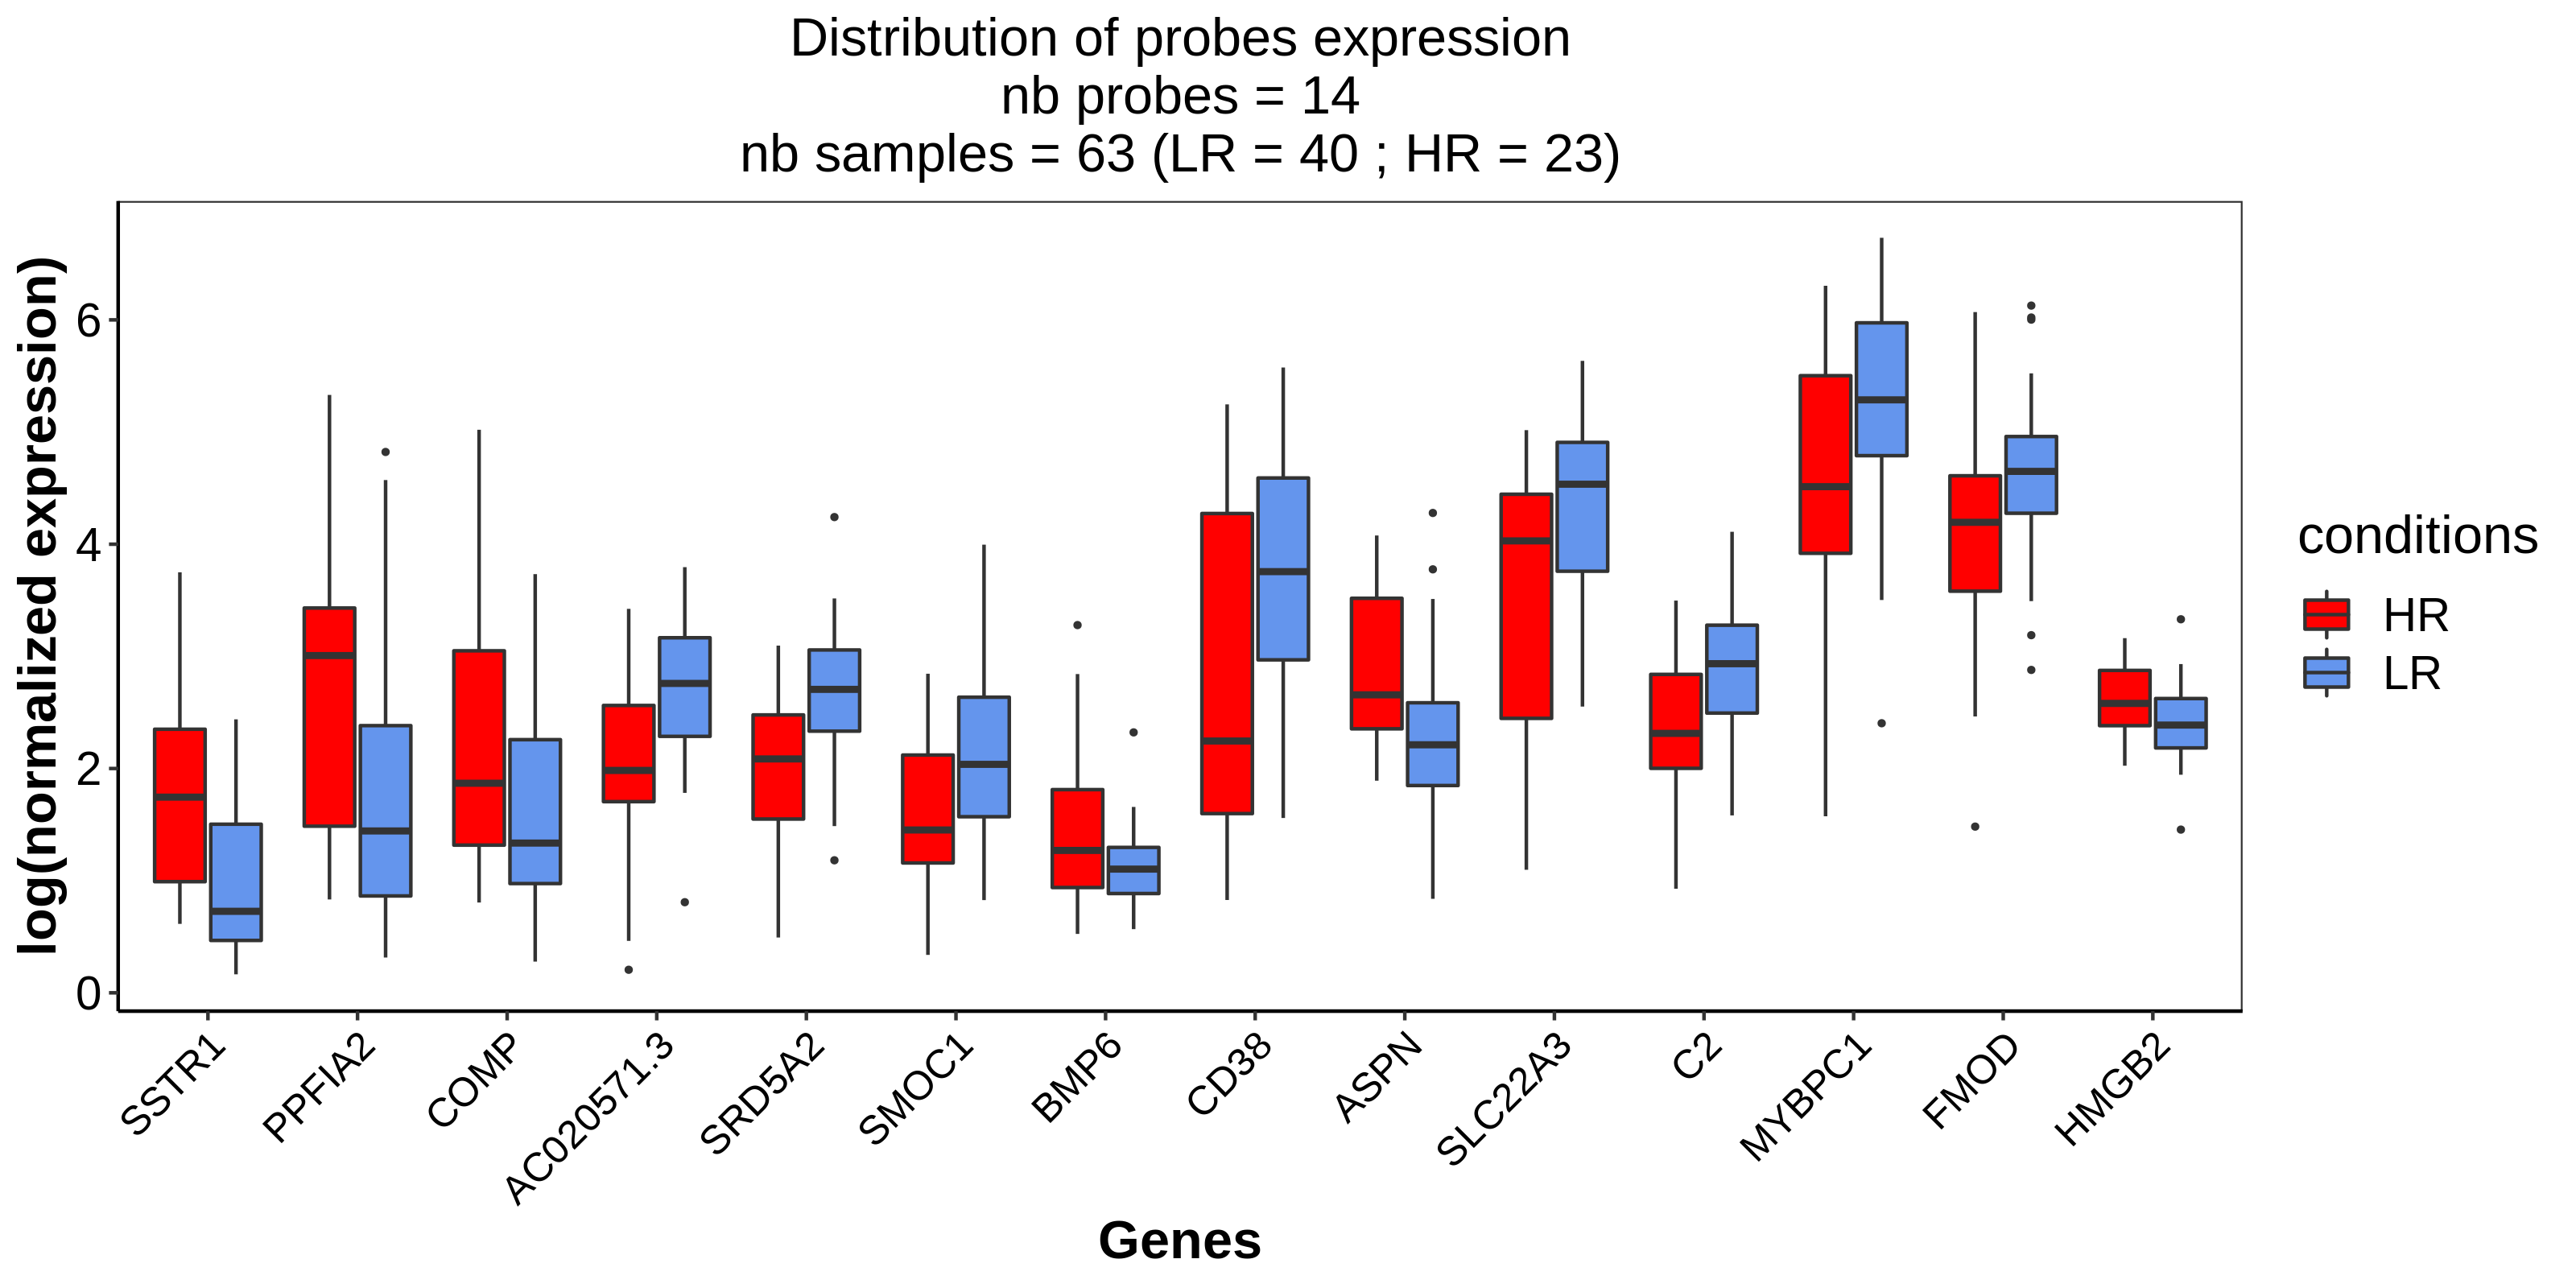 Distribution of probes expression
nb probes = 14
nb samples = 63 (LR = 40 ; HR = 23)
log(normalized expression)
6
4
2
0
SSTR1
PPFIA2
COMP
AC020571.3
SRD5A2
SMOC1
BMP6
CD38
ASPN
SLC22A3
C2
MYBPC1
FMOD
HMGB2
Genes
conditions
HR
LR